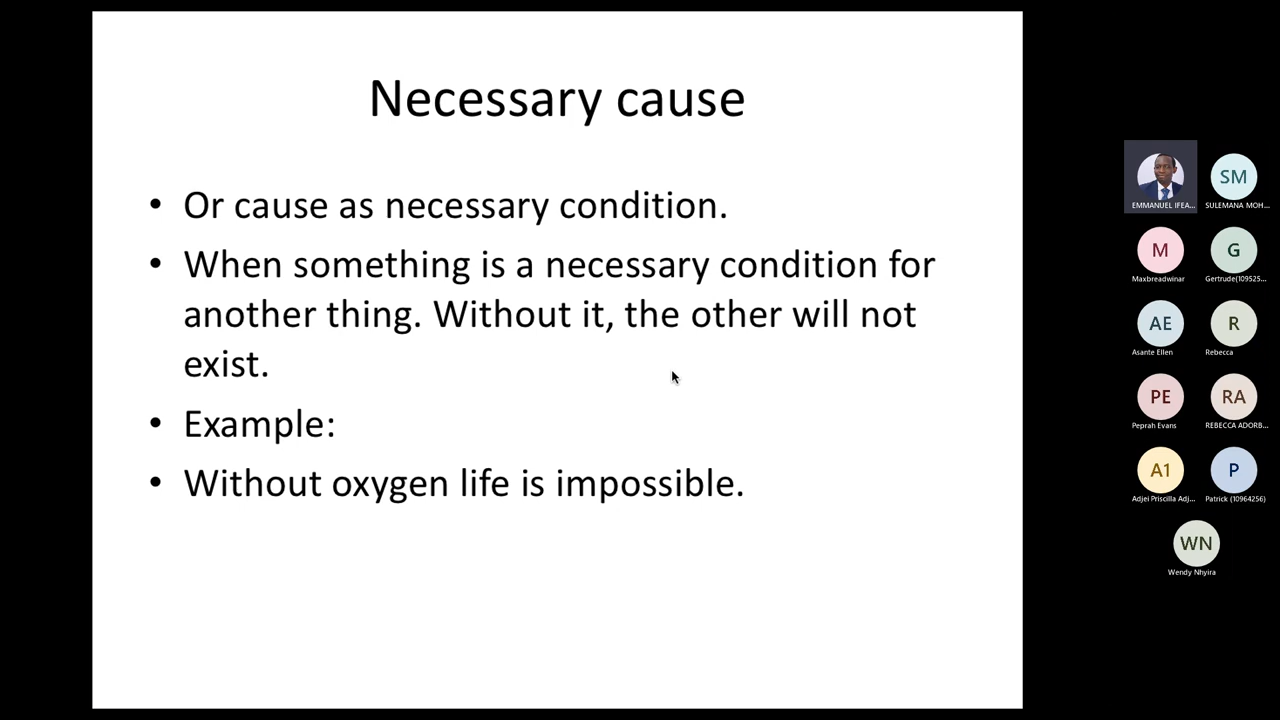 Necessary cause
• Or cause as necessary condition.
• When something is a necessary condition for
another thing. Without it, the other will not
exist.
• Example:
• Without oxygen life is impossible.
EMMANUEL IFEA...
SM
SULEMANA MOH...
M
Maxbreadwinar
G
Gertrude(109525...
AE
Asante Ellen
R
Rebecca
PE
Peprah Evans
RA
REBECCA ADORB...
A1
Adjei Priscilla Adj...
P
Patrick (10964256)
WN
Wendy Nhyira